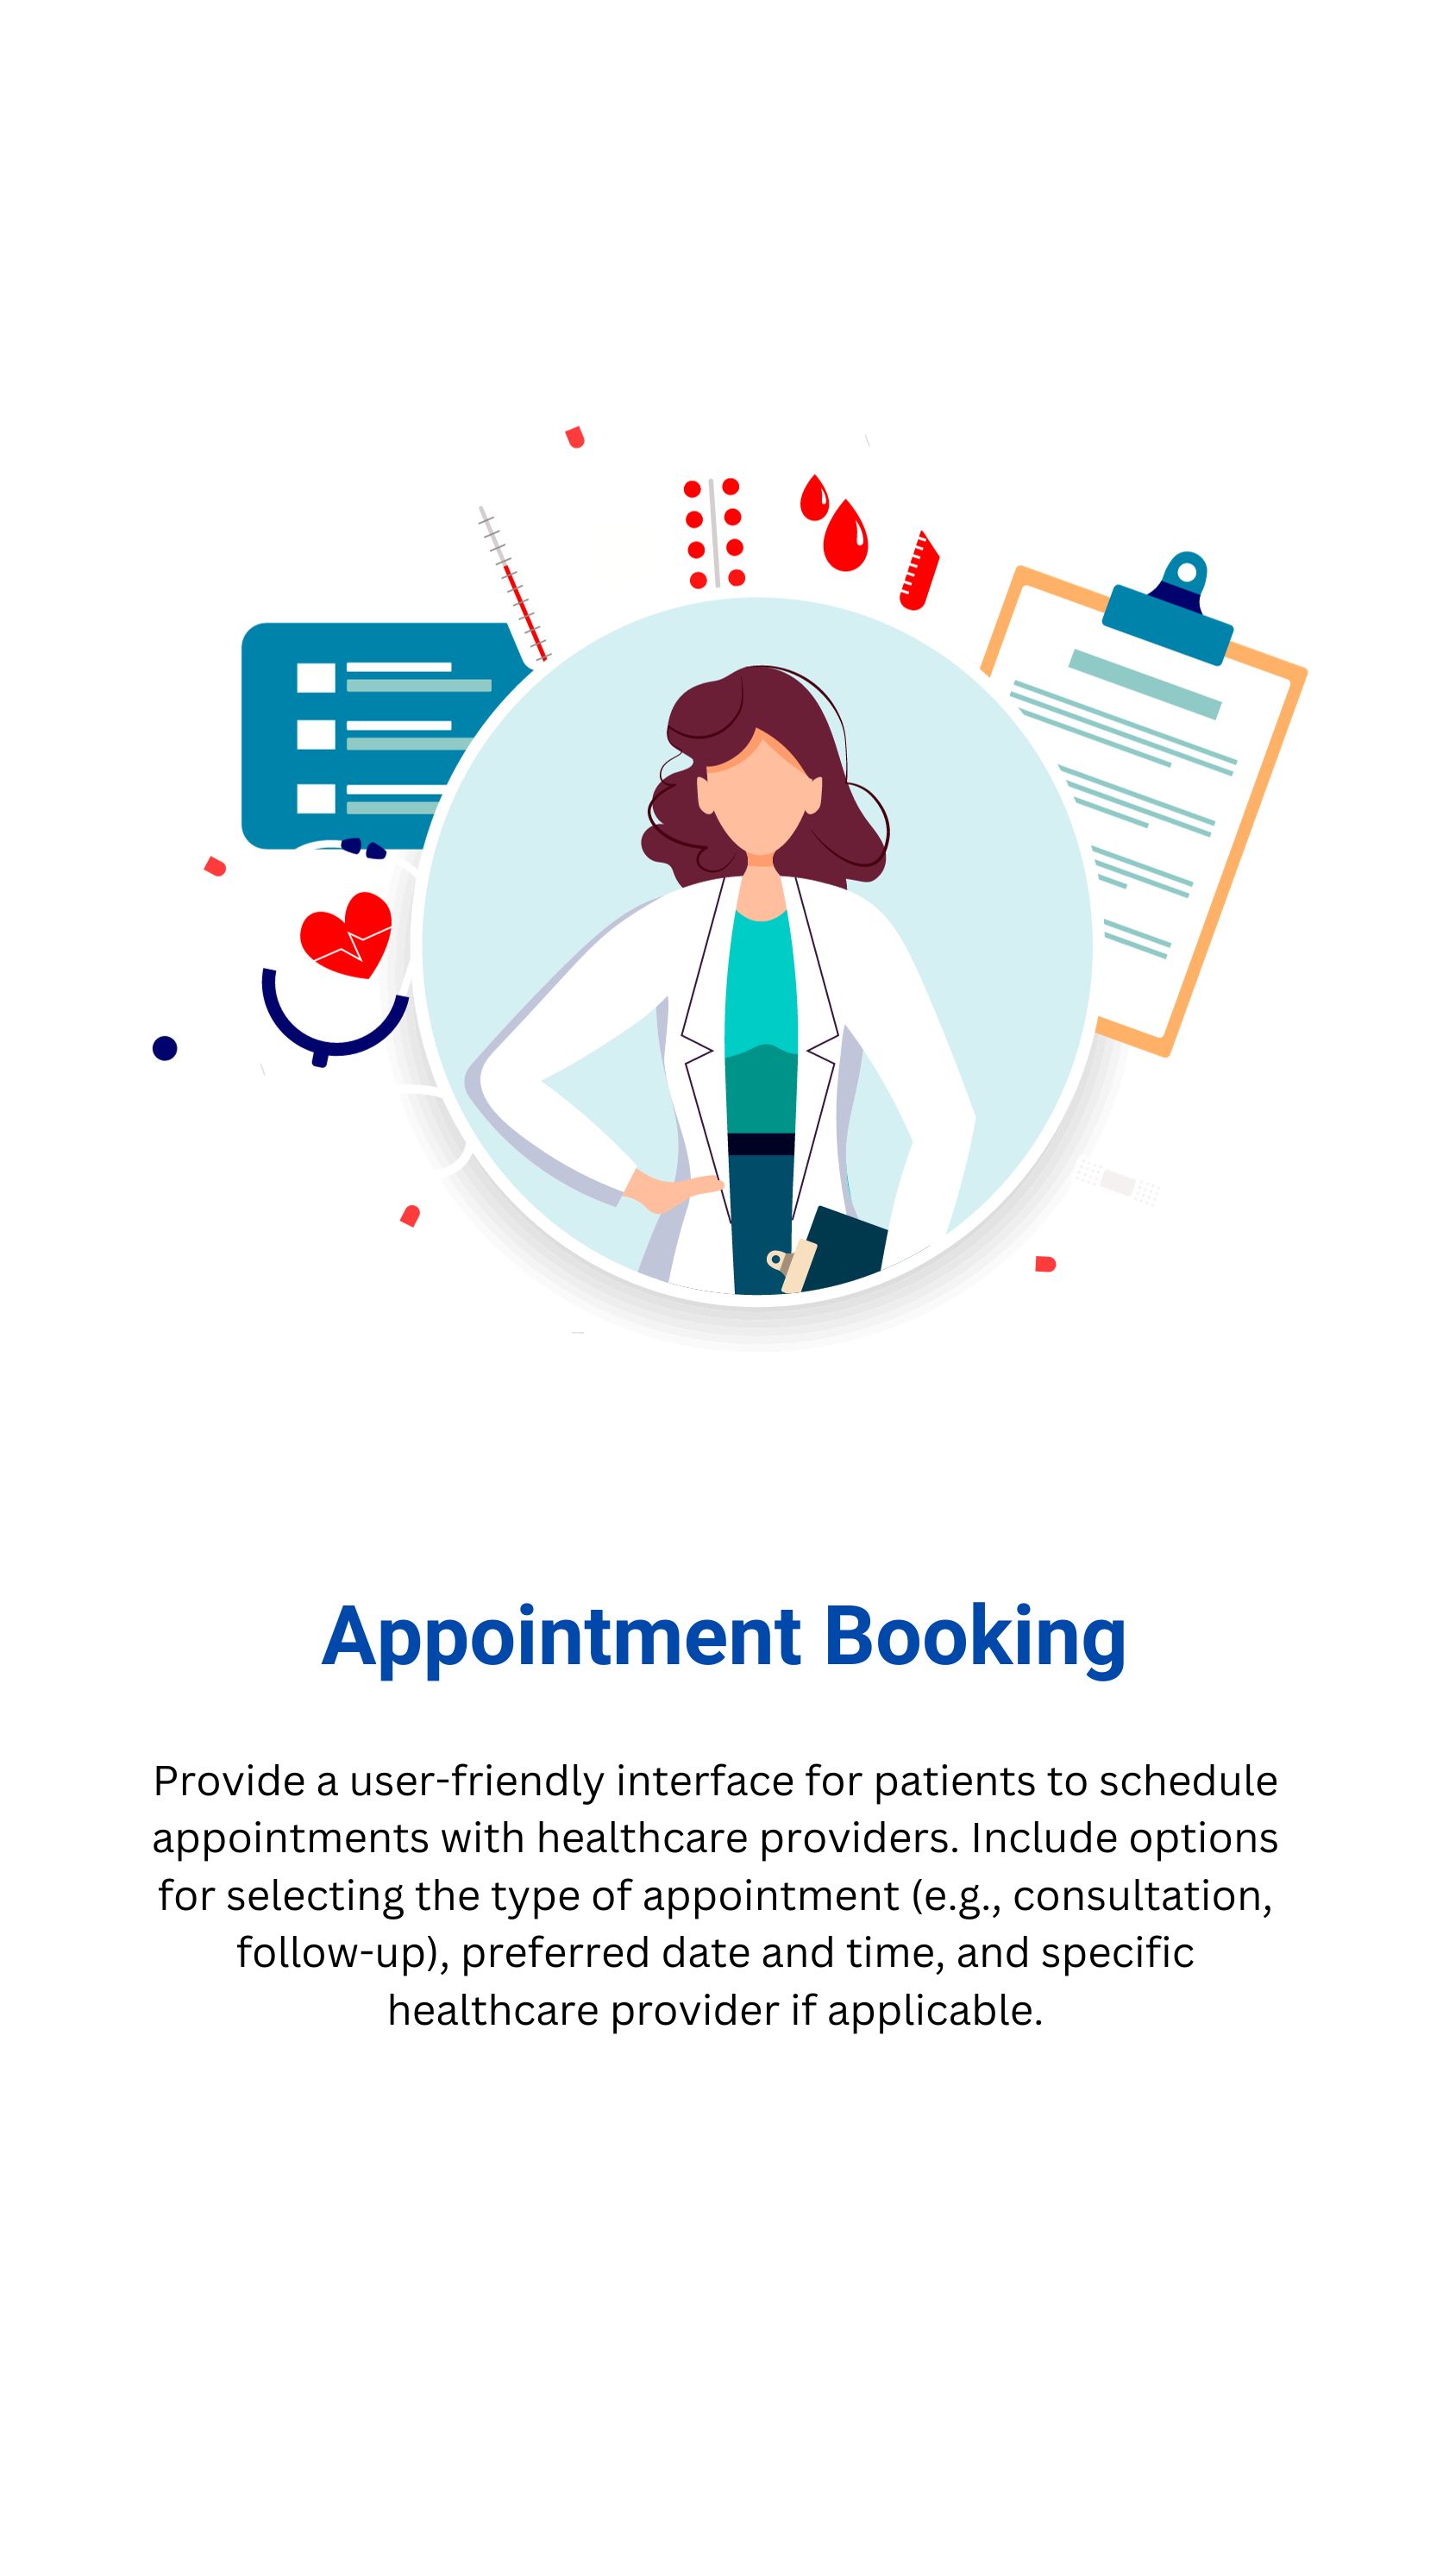 Appointment Booking
Provide a user-friendly interface for patients to schedule
appointments with healthcare providers. Include options
for selecting the type of appointment (e.g., consultation,
follow-up), preferred date and time, and specific
healthcare provider if applicable.